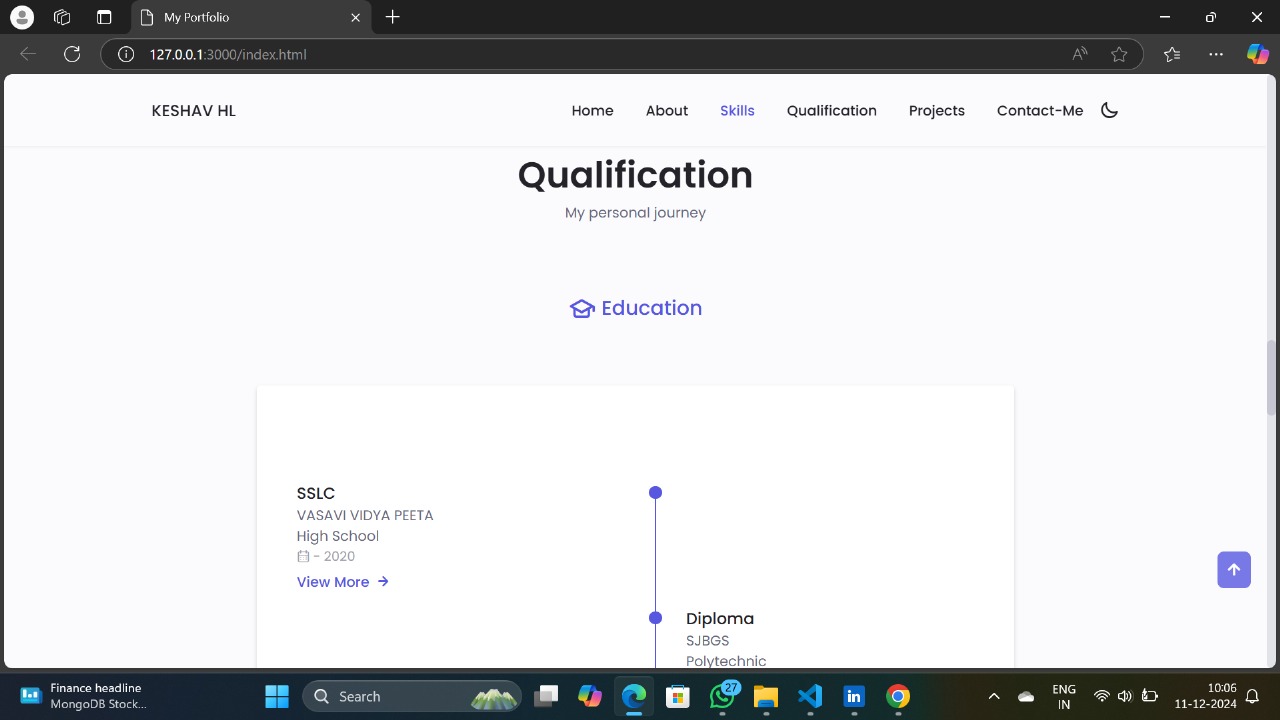 My Portfolio
127.0.0.1:3000/index.html
KESHAV HL
Home About Skills Qualification Projects Contact-Me
Qualification
My personal journey
Education
SSLC
VASAVI VIDYA PEETA
High School
- 2020
View More
Diploma
SJBGS
Polytechnic
Finance headline
MongoDB Stock...
Search
27
ENG
IN
10:06
11-12-2024